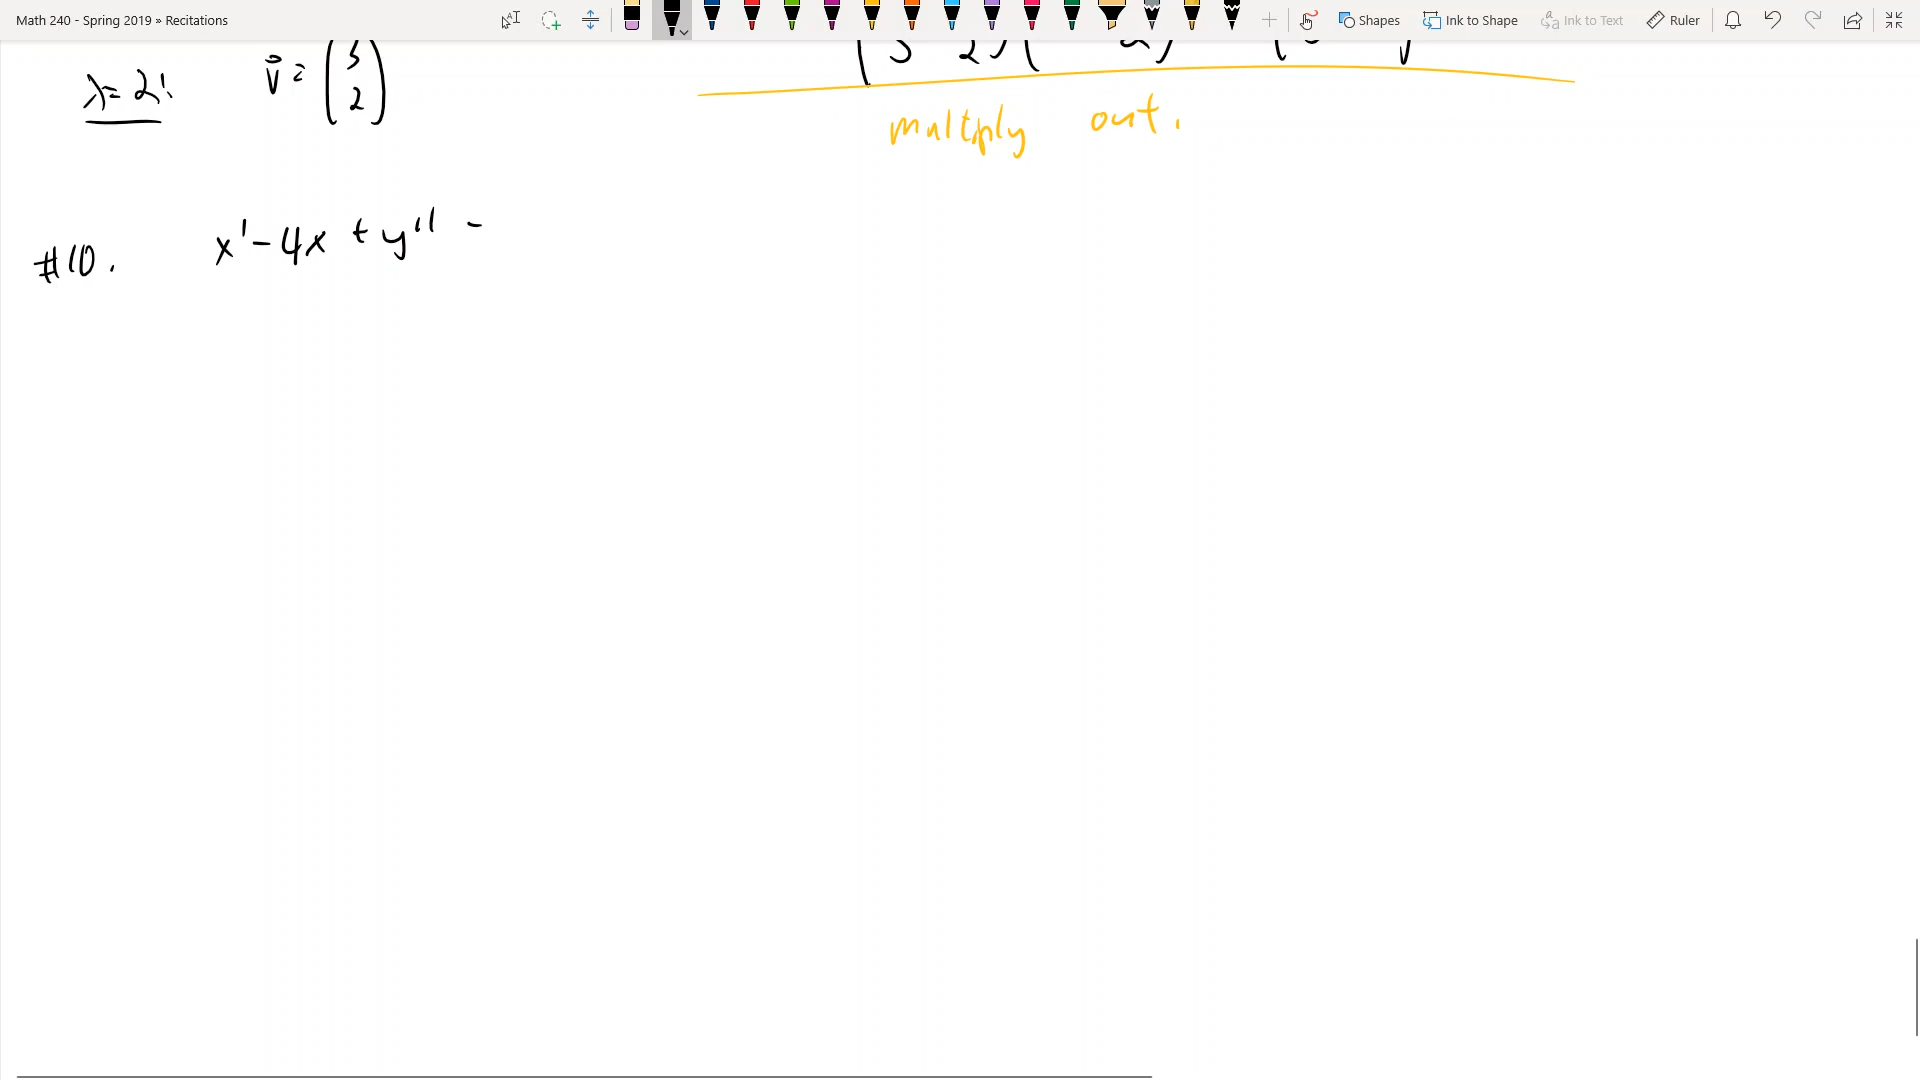 Math 240 - Spring 2019 » Recitations
Shapes Ink to Shape Ink to Text Ruler
λ = 2: v⃗ = (3
2)
multiply out.
#10. x' - 4x + y'' =